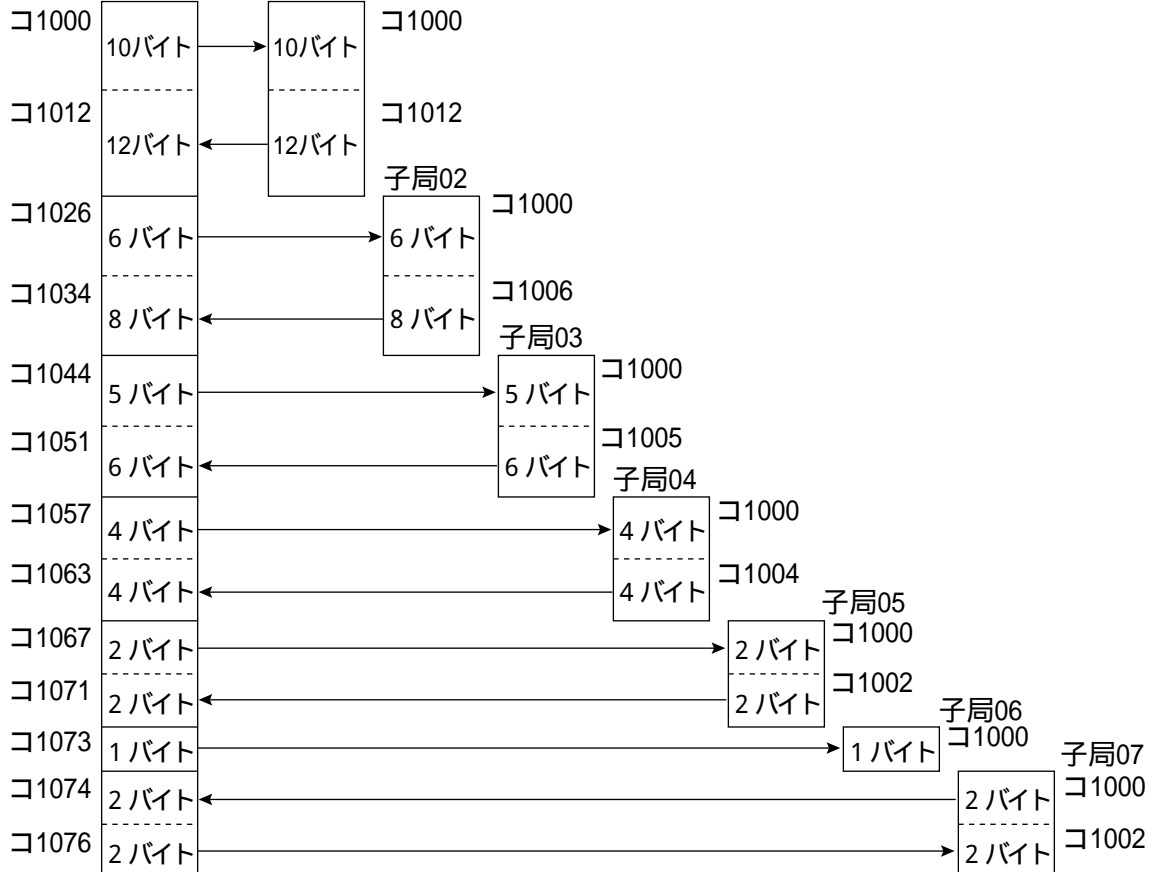 コ1000 10バイト 10バイト コ1000
コ1012 12バイト 12バイト コ1012
子局02
コ1026 6 バイト 6 バイト コ1000
コ1034 8 バイト 8 バイト コ1006
子局03
コ1044 5 バイト 5 バイト コ1000
コ1051 6 バイト 6 バイト コ1005
子局04
コ1057 4 バイト 4 バイト コ1000
コ1063 4 バイト 4 バイト コ1004
子局05
コ1067 2 バイト 2 バイト コ1000
コ1071 2 バイト 2 バイト コ1002
子局06
コ1073 1 バイト 1 バイト コ1000
子局07
コ1074 2 バイト 2 バイト コ1000
コ1076 2 バイト 2 バイト コ1002